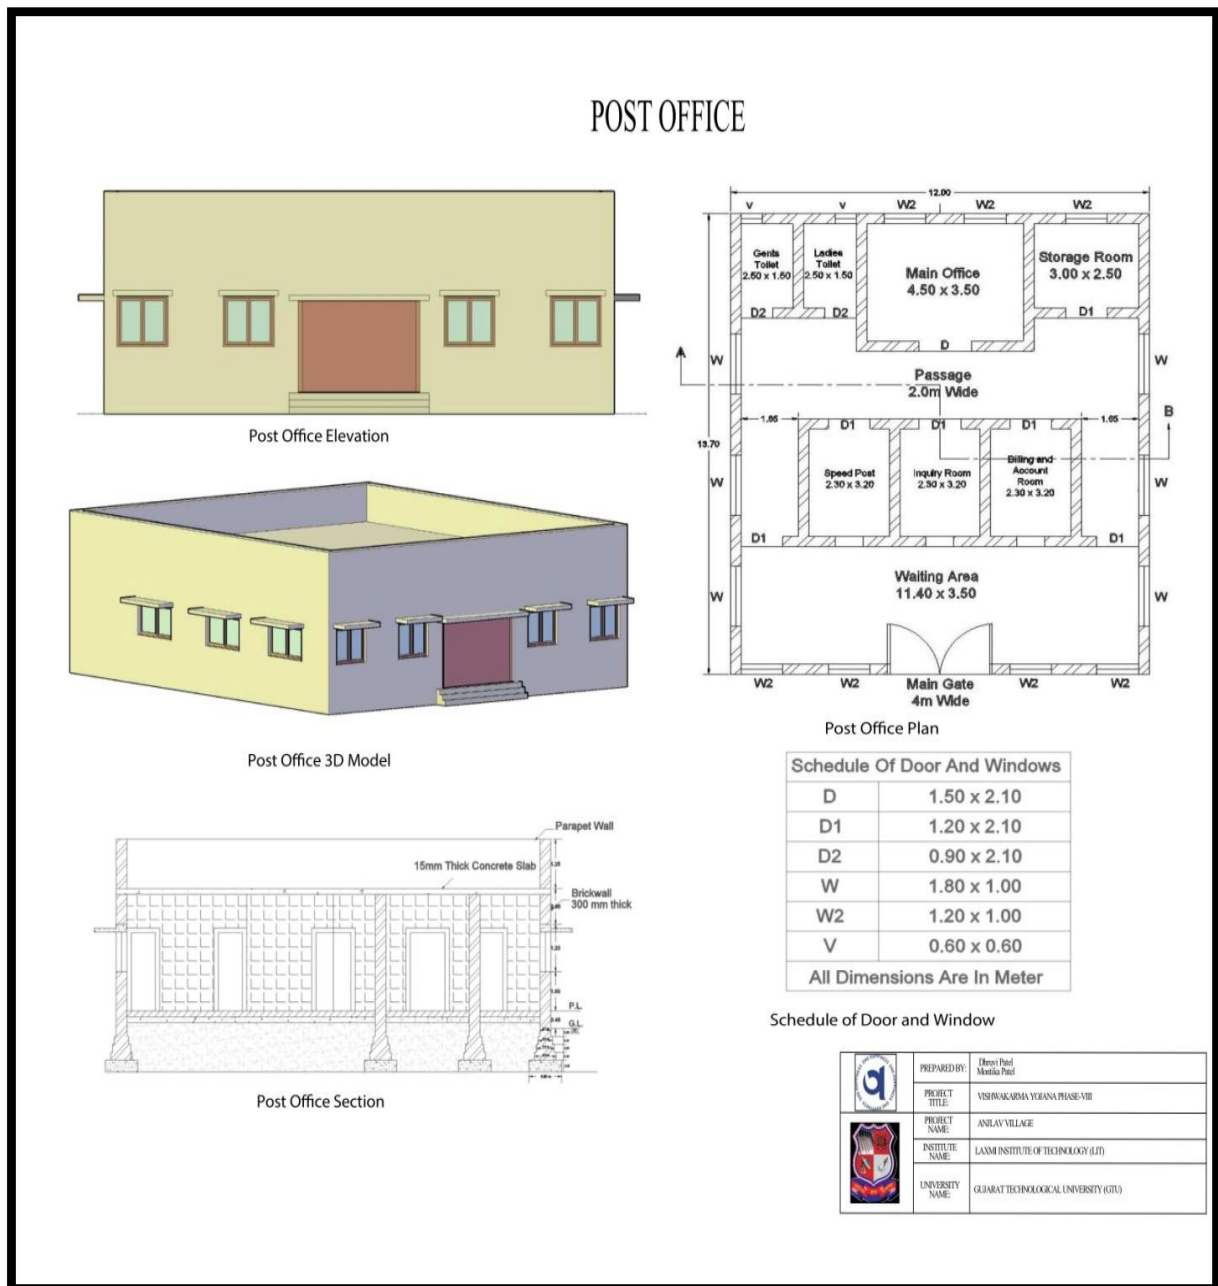 POST OFFICE
Post Office Elevation
Post Office 3D Model
Parapet Wall
15mm Thick Concrete Slab
Brickwall
300 mm thick
P.L.
G.L.
Post Office Section
12.00
V
V
W2
W2
W2
Gents
Toilet
2.50 x 1.50
Ladies
Toilet
2.50 x 1.50
Main Office
4.50 x 3.50
Storage Room
3.00 x 2.50
D2
D2
D1
D
A
W
W
Passage
2.0m Wide
1.65
1.65
B
13.70
D1
D1
D1
W
W
Speed Post
2.30 x 3.20
Inquiry Room
2.30 x 3.20
Billing and
Account
Room
2.30 x 3.20
D1
D1
Waiting Area
11.40 x 3.50
W
W
W2
W2
Main Gate
4m Wide
W2
W2
Post Office Plan
Schedule Of Door And Windows
D 1.50 x 2.10
D1 1.20 x 2.10
D2 0.90 x 2.10
W 1.80 x 1.00
W2 1.20 x 1.00
V 0.60 x 0.60
All Dimensions Are In Meter
Schedule of Door and Window
PREPARED BY: Dhruvi Patel
Montika Patel
PROJECT
TITLE: VISHWAKARMA YOJANA PHASE-VIII
PROJECT
NAME: ANJLAV VILLAGE
INSTITUTE
NAME: LAXMI INSTITUTE OF TECHNOLOGY (LIT)
UNIVERSITY
NAME: GUJARAT TECHNOLOGICAL UNIVERSITY (GTU)